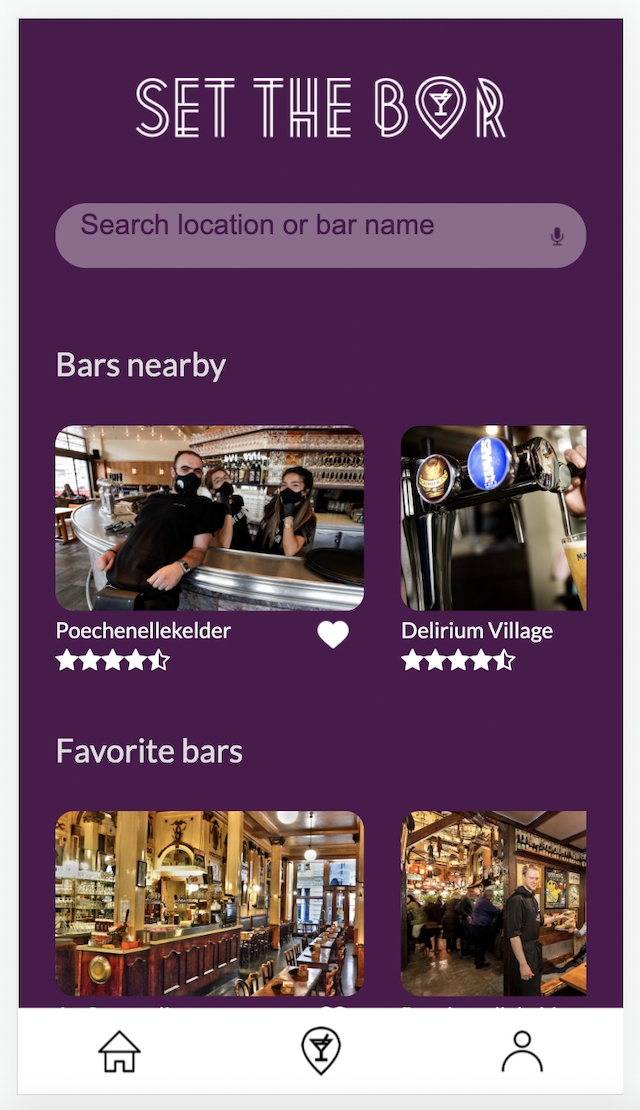 SET THE BAR
Search location or bar name
Bars nearby
Poechenellekelder
Delirium Village
Favorite bars